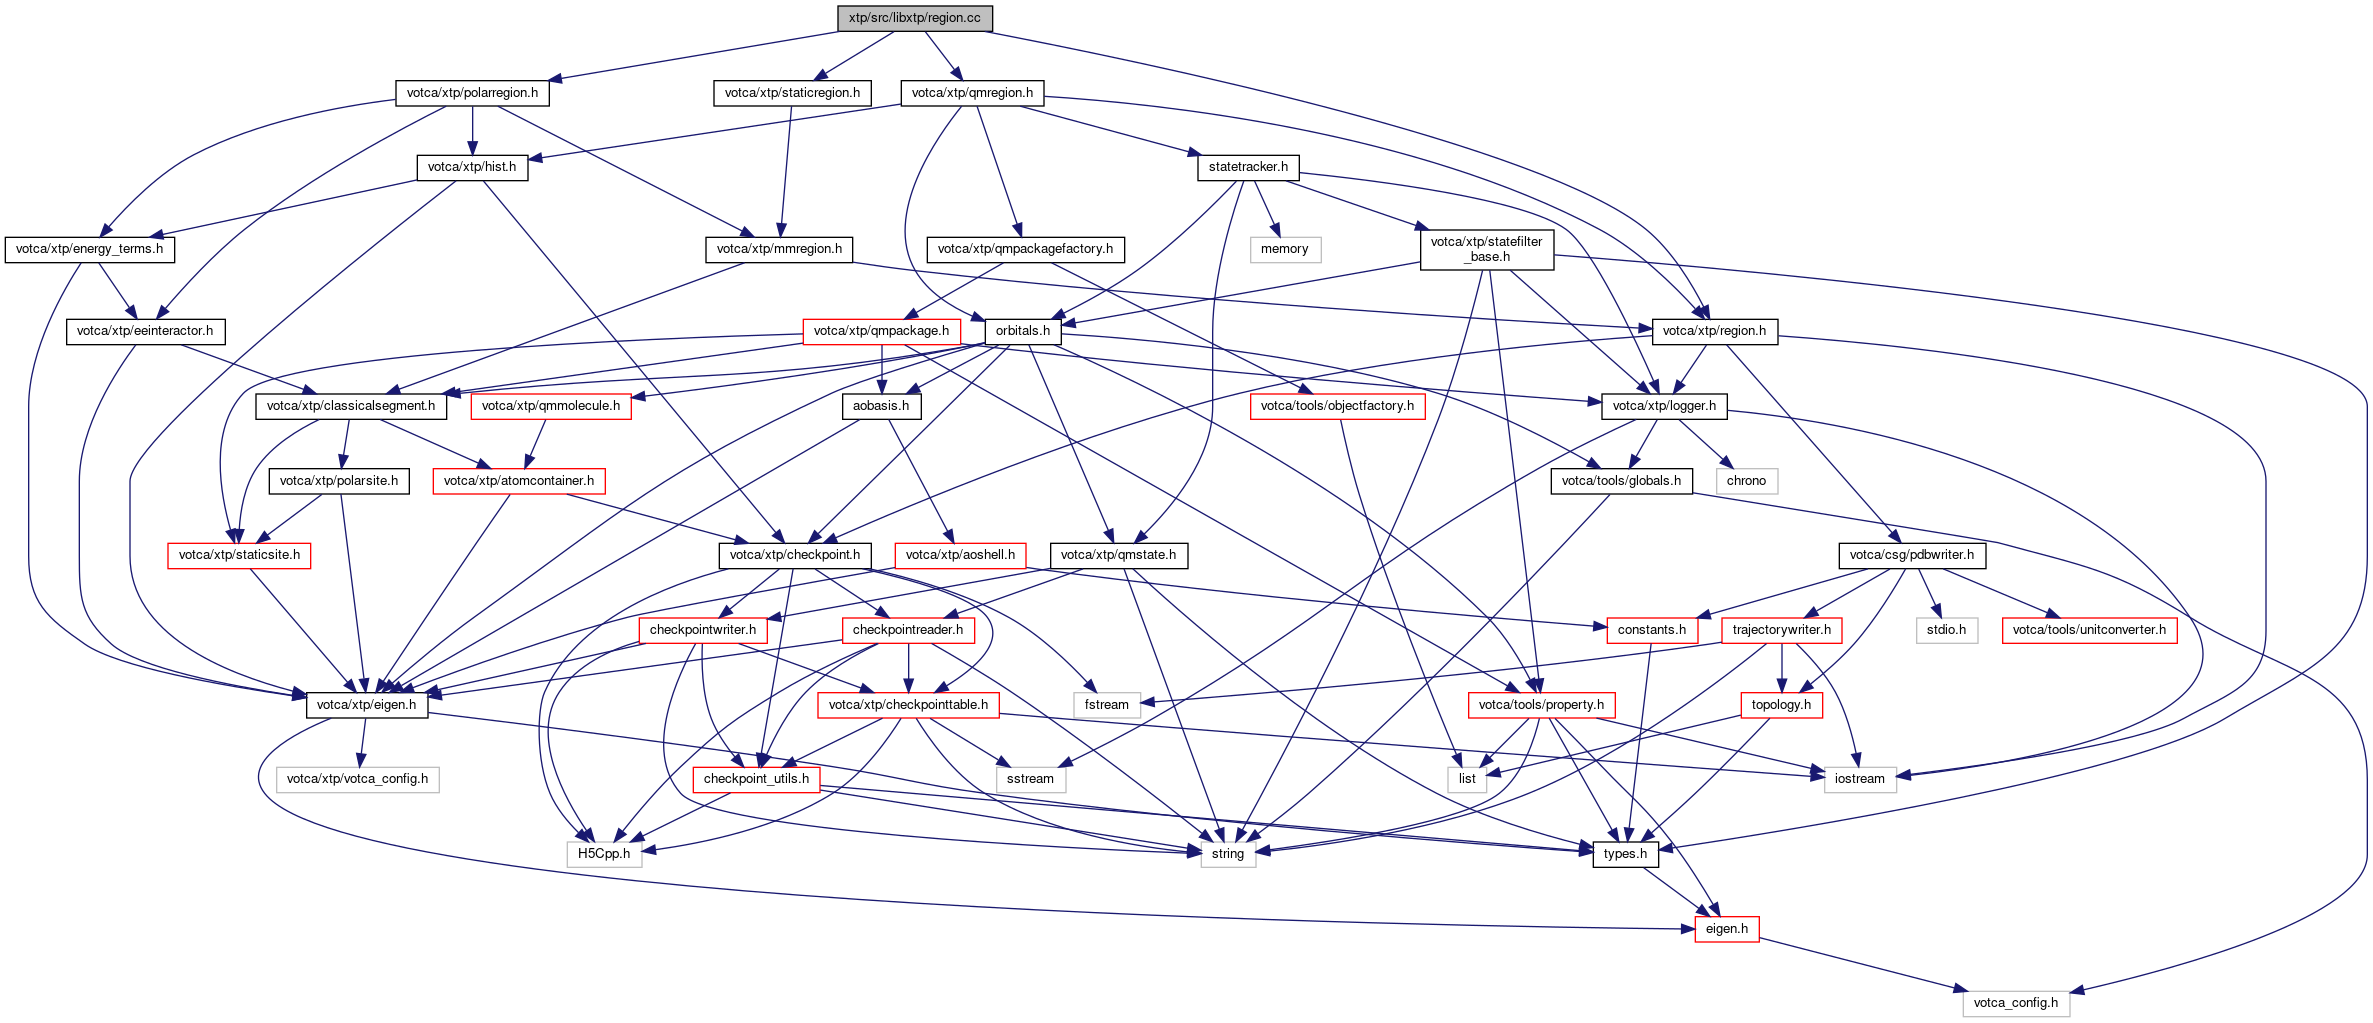 xtp/src/libxtp/region.cc
votca/xtp/polarregion.h
votca/xtp/staticregion.h
votca/xtp/qmregion.h
votca/xtp/hist.h
statetracker.h
votca/xtp/energy_terms.h
votca/xtp/mmregion.h
votca/xtp/qmpackagefactory.h
memory
votca/xtp/statefilter
_base.h
votca/xtp/eeinteractor.h
votca/xtp/qmpackage.h
orbitals.h
votca/xtp/region.h
votca/xtp/classicalsegment.h
votca/xtp/qmmolecule.h
aobasis.h
votca/tools/objectfactory.h
votca/xtp/logger.h
votca/xtp/polarsite.h
votca/xtp/atomcontainer.h
votca/tools/globals.h
chrono
votca/xtp/staticsite.h
votca/xtp/checkpoint.h
votca/xtp/aoshell.h
votca/xtp/qmstate.h
votca/csg/pdbwriter.h
checkpointwriter.h
checkpointreader.h
constants.h
trajectorywriter.h
stdio.h
votca/tools/unitconverter.h
votca/xtp/eigen.h
votca/xtp/checkpointtable.h
fstream
votca/tools/property.h
topology.h
votca/xtp/votca_config.h
checkpoint_utils.h
sstream
list
iostream
H5Cpp.h
string
types.h
eigen.h
votca_config.h